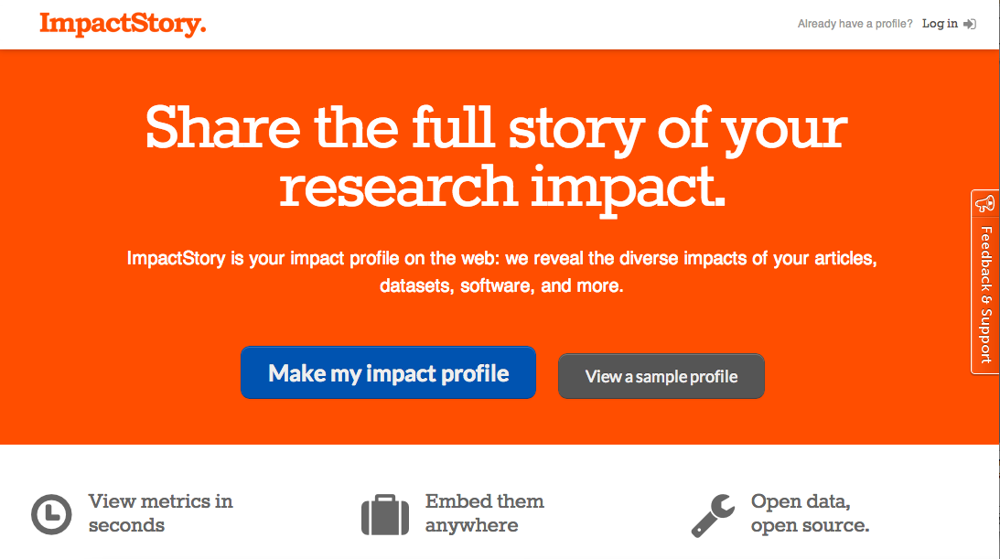 ImpactStory.
Already have a profile? Log in
Share the full story of your
research impact.
ImpactStory is your impact profile on the web: we reveal the diverse impacts of your articles,
datasets, software, and more.
Make my impact profile
View a sample profile
Feedback & Support
View metrics in
seconds
Embed them
anywhere
Open data,
open source.